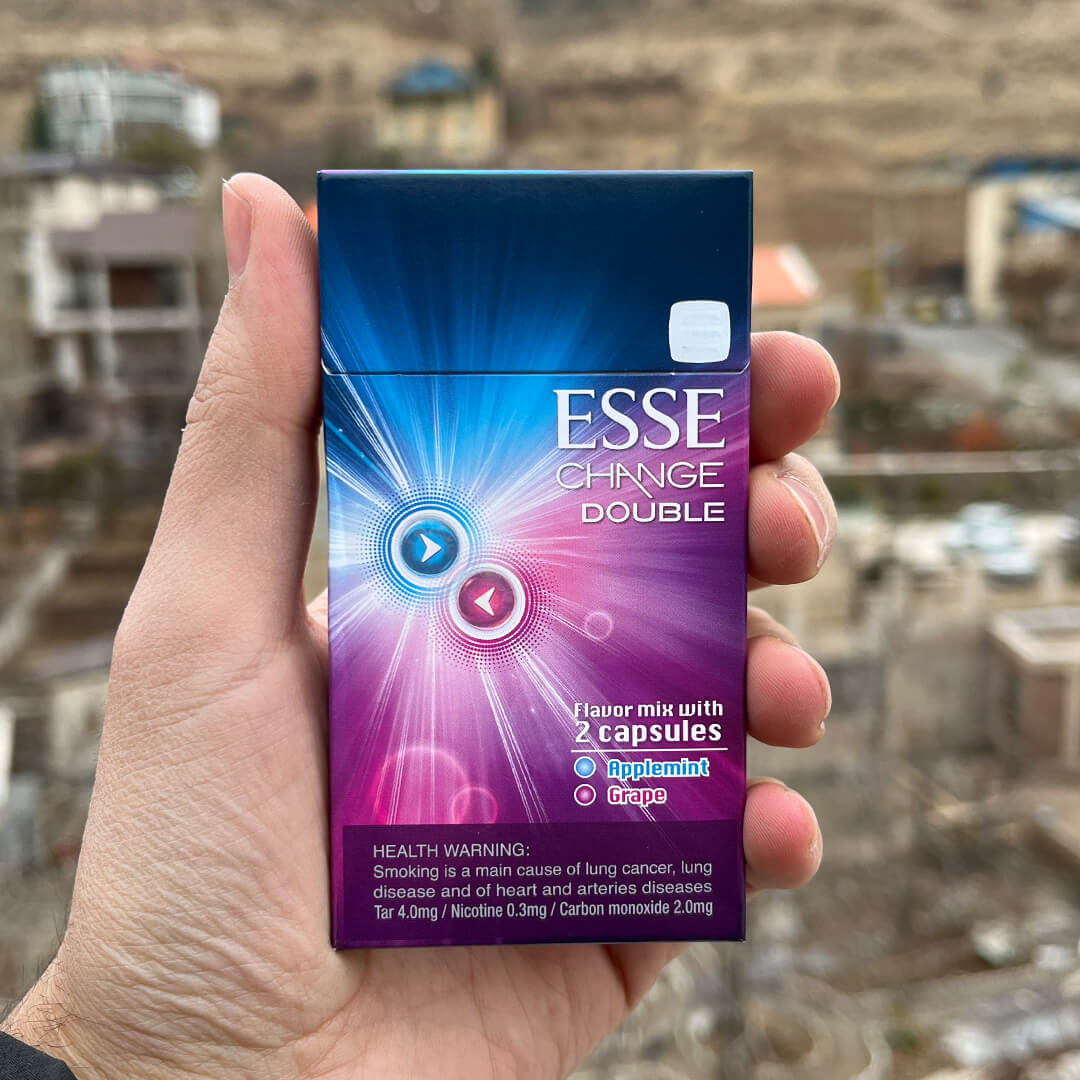 ESSE
CHANGE
DOUBLE
Flavor mix with
2 capsules
Applemint
Grape
HEALTH WARNING:
Smoking is a main cause of lung cancer, lung
disease and of heart and arteries diseases
Tar 4.0mg / Nicotine 0.3mg / Carbon monoxide 2.0mg